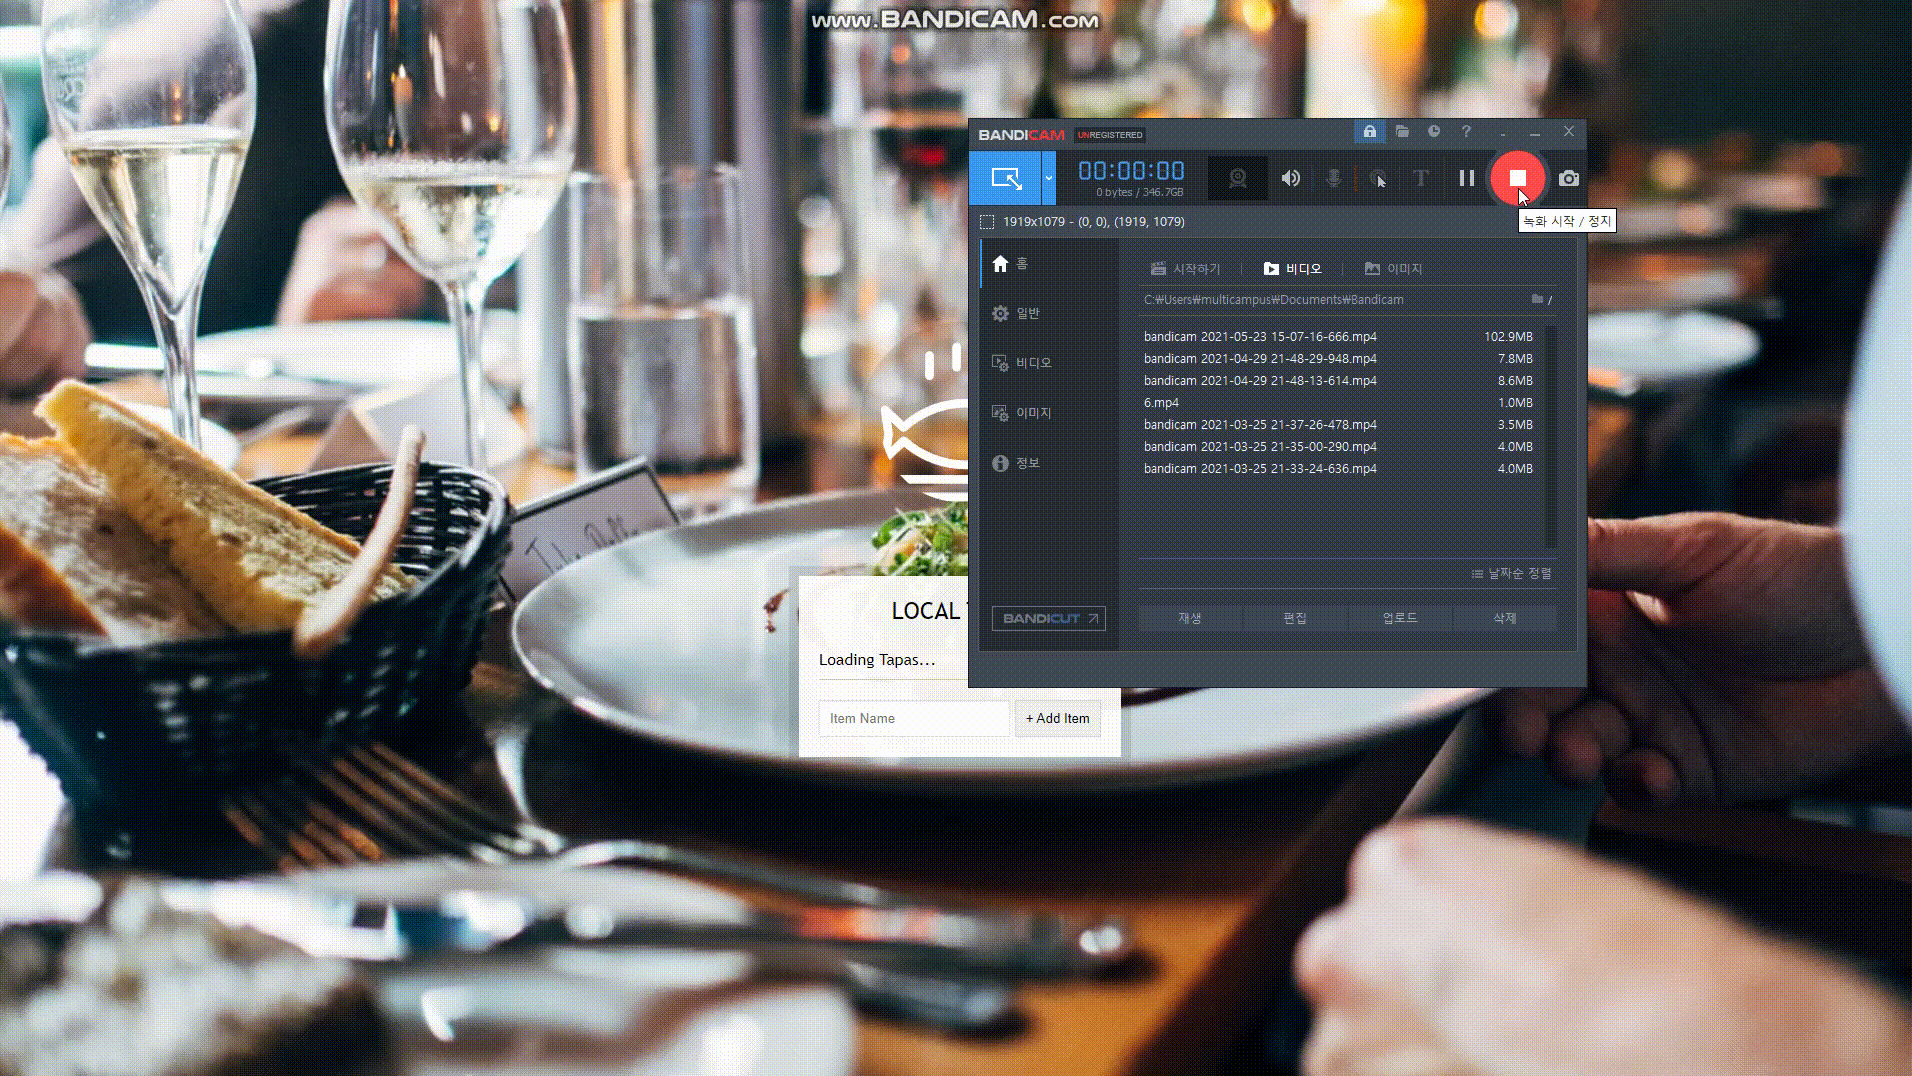 www.BANDICAM.com
BANDICAM UNREGISTERED
00:00:00
0 bytes / 346.7GB
1919x1079 - (0, 0), (1919, 1079)
녹화 시작 / 정지
홈
일반
비디오
이미지
정보
BANDICUT
시작하기
비디오
이미지
C:₩Users₩multicampus₩Documents₩Bandicam
/
bandicam 2021-05-23 15-07-16-666.mp4 102.9MB
bandicam 2021-04-29 21-48-29-948.mp4 7.8MB
bandicam 2021-04-29 21-48-13-614.mp4 8.6MB
6.mp4 1.0MB
bandicam 2021-03-25 21-37-26-478.mp4 3.5MB
bandicam 2021-03-25 21-35-00-290.mp4 4.0MB
bandicam 2021-03-25 21-33-24-636.mp4 4.0MB
날짜순 정렬
재생 편집 업로드 삭제
LOCAL
Loading Tapas...
Item Name + Add Item